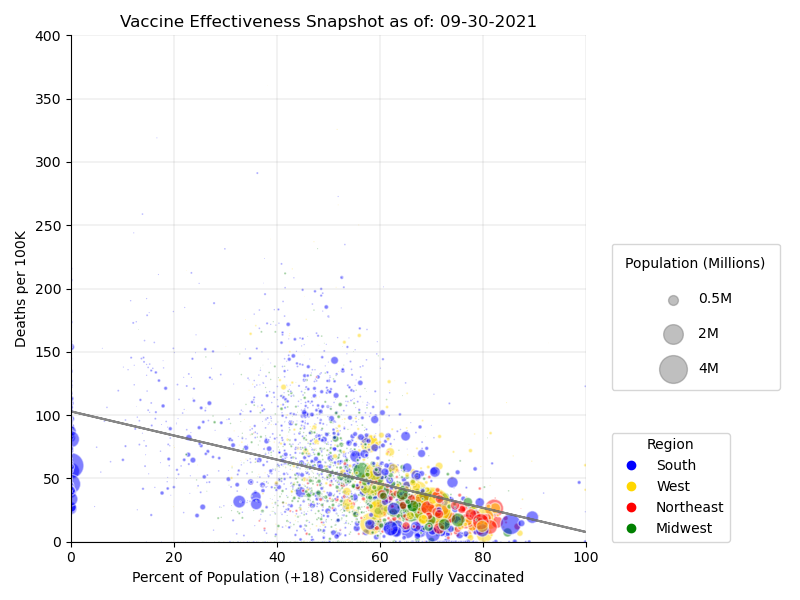 Vaccine Effectiveness Snapshot as of: 09-30-2021
400
350
300
250
200
150
100
50
0
Deaths per 100K
0 20 40 60 80 100
Percent of Population (+18) Considered Fully Vaccinated
Population (Millions)
0.5M
2M
4M
Region
South
West
Northeast
Midwest